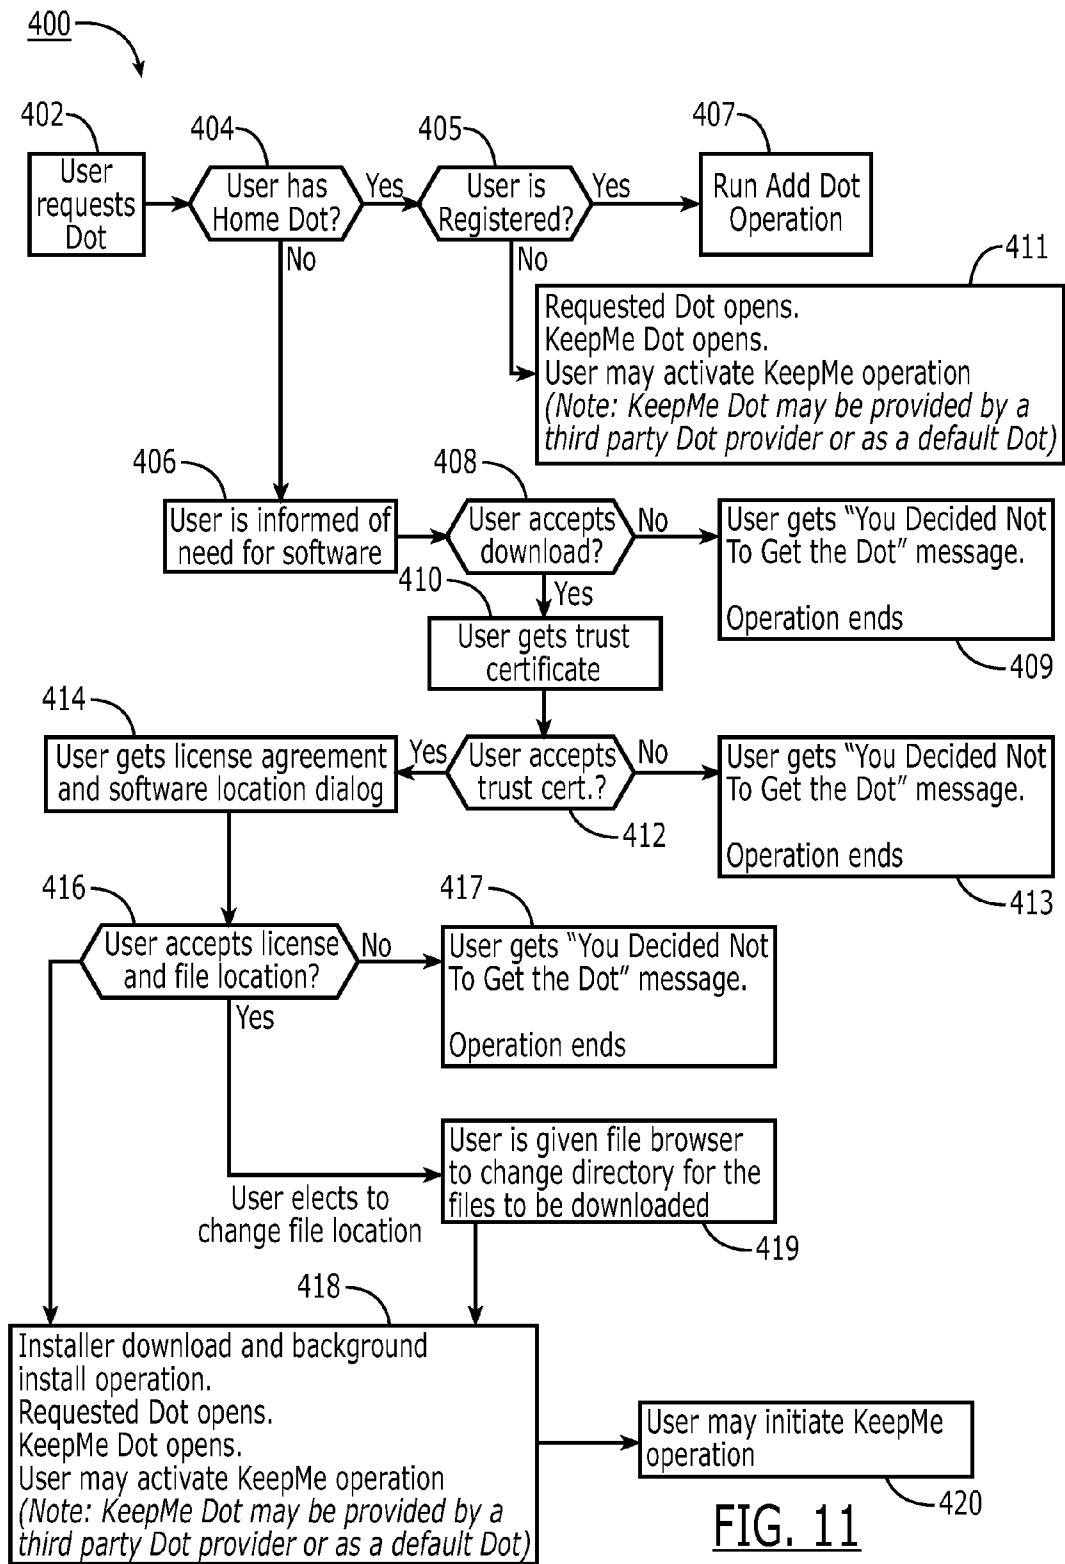 400
402
User
requests
Dot
404
User has
Home Dot?
Yes
No
405
User is
Registered?
Yes
No
407
Run Add Dot
Operation
411
Requested Dot opens.
KeepMe Dot opens.
User may activate KeepMe operation
(Note: KeepMe Dot may be provided by a
third party Dot provider or as a default Dot)
406
User is informed of
need for software
408
User accepts
download?
No
Yes
User gets “You Decided Not
To Get the Dot” message.
Operation ends
409
410
User gets trust
certificate
414
User gets license agreement
and software location dialog
Yes
User accepts
trust cert.?
412
No
User gets “You Decided Not
To Get the Dot” message.
Operation ends
413
416
User accepts license
and file location?
No
Yes
417
User gets “You Decided Not
To Get the Dot” message.
Operation ends
User elects to
change file location
User is given file browser
to change directory for the
files to be downloaded
419
418
Installer download and background
install operation.
Requested Dot opens.
KeepMe Dot opens.
User may activate KeepMe operation
(Note: KeepMe Dot may be provided by a
third party Dot provider or as a default Dot)
User may initiate KeepMe
operation
420
FIG. 11